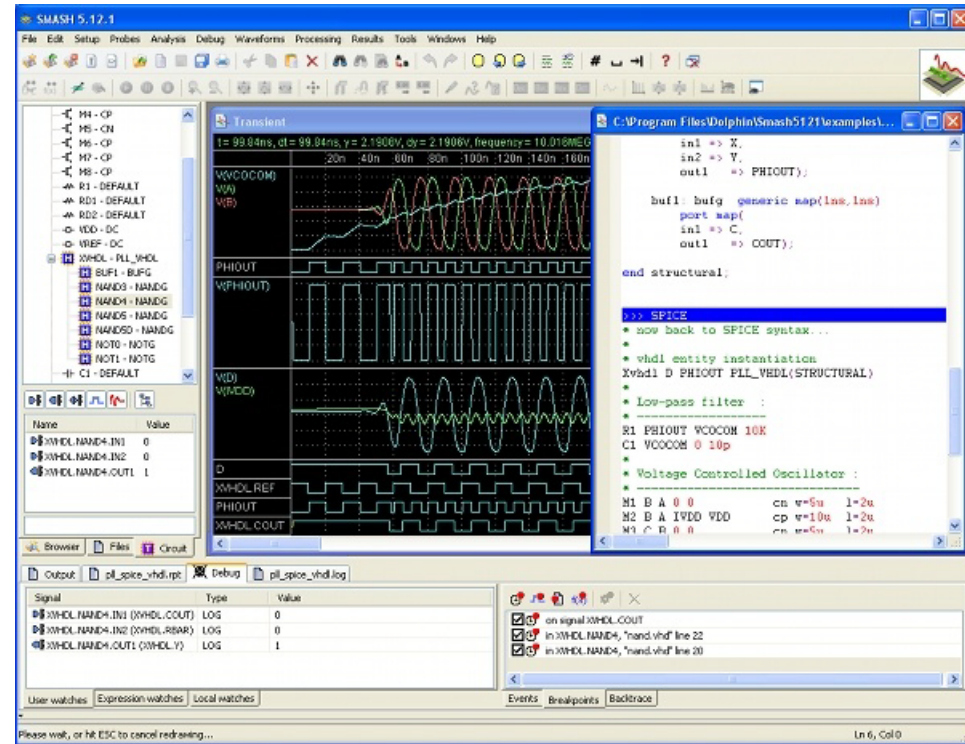 SMASH 5.12.1
File Edit Setup Probes Analysis Debug Waveforms Processing Results Tools Windows Help
M4 - CP
M5 - CN
M6 - CP
M7 - CP
M8 - CP
R1 - DEFAULT
RD1 - DEFAULT
RD2 - DEFAULT
VDD - DC
VREF - DC
XVHDL - PLL_VHDL
BUF1 - BUFG
NAND3 - NANDG
NAND4 - NANDG
NAND5 - NANDG
NAND5D - NANDG
NOT0 - NOTG
NOT1 - NOTG
C1 - DEFAULT
Name Value
XVHDL.NAND4.IN1 0
XVHDL.NAND4.IN2 0
XVHDL.NAND4.OUT1 1
Browser Files Circuit
Transient
t= 99.84ns, dt= 99.84ns, y= 2.1906V, dy= 2.1906V, frequency= 10.016MEG
20n 40n 60n 80n 100n 120n 140n 160n
V(VCOCOM)
V(A)
V(B)
PHIOUT
V(PHIOUT)
V(D)
V(IVDD)
D
XVHDL.REF
PHIOUT
XVHDL.COUT
C:\Program Files\Dolphin\Smash5121\examples\...
in1 => X,
in2 => Y,
out1 => PHIOUT);
buf1: bufg generic map(1ns,1ns)
port map(
in1 => C,
out1 => COUT);
end structural;
>>> SPICE
* now back to SPICE syntax...
*
* vhdl entity instantiation
Xvhdl D PHIOUT PLL_VHDL(STRUCTURAL)
*
* Low-pass filter :
* ------------------
R1 PHIOUT VCOCOM 10K
C1 VCOCOM 0 10p
*
* Voltage Controlled Oscillator :
* -------------------------------
M1 B A 0 0 cn w=5u l=2u
M2 B A IVDD VDD cp w=10u l=2u
M3 C B 0 0 cn w=5u l=2u
Output pll_spice_vhdl.rpt Debug pll_spice_vhdl.log
Signal Type Value
XVHDL.NAND4.IN1 (XVHDL.COUT) LOG 0
XVHDL.NAND4.IN2 (XVHDL.RBAR) LOG 0
XVHDL.NAND4.OUT1 (XVHDL.Y) LOG 1
User watches Expression watches Local watches
on signal XVHDL.COUT
in XVHDL.NAND4, "nand.vhd" line 22
in XVHDL.NAND4, "nand.vhd" line 20
Events Breakpoints Backtrace
Please wait, or hit ESC to cancel redrawing...
Ln 6, Col 0